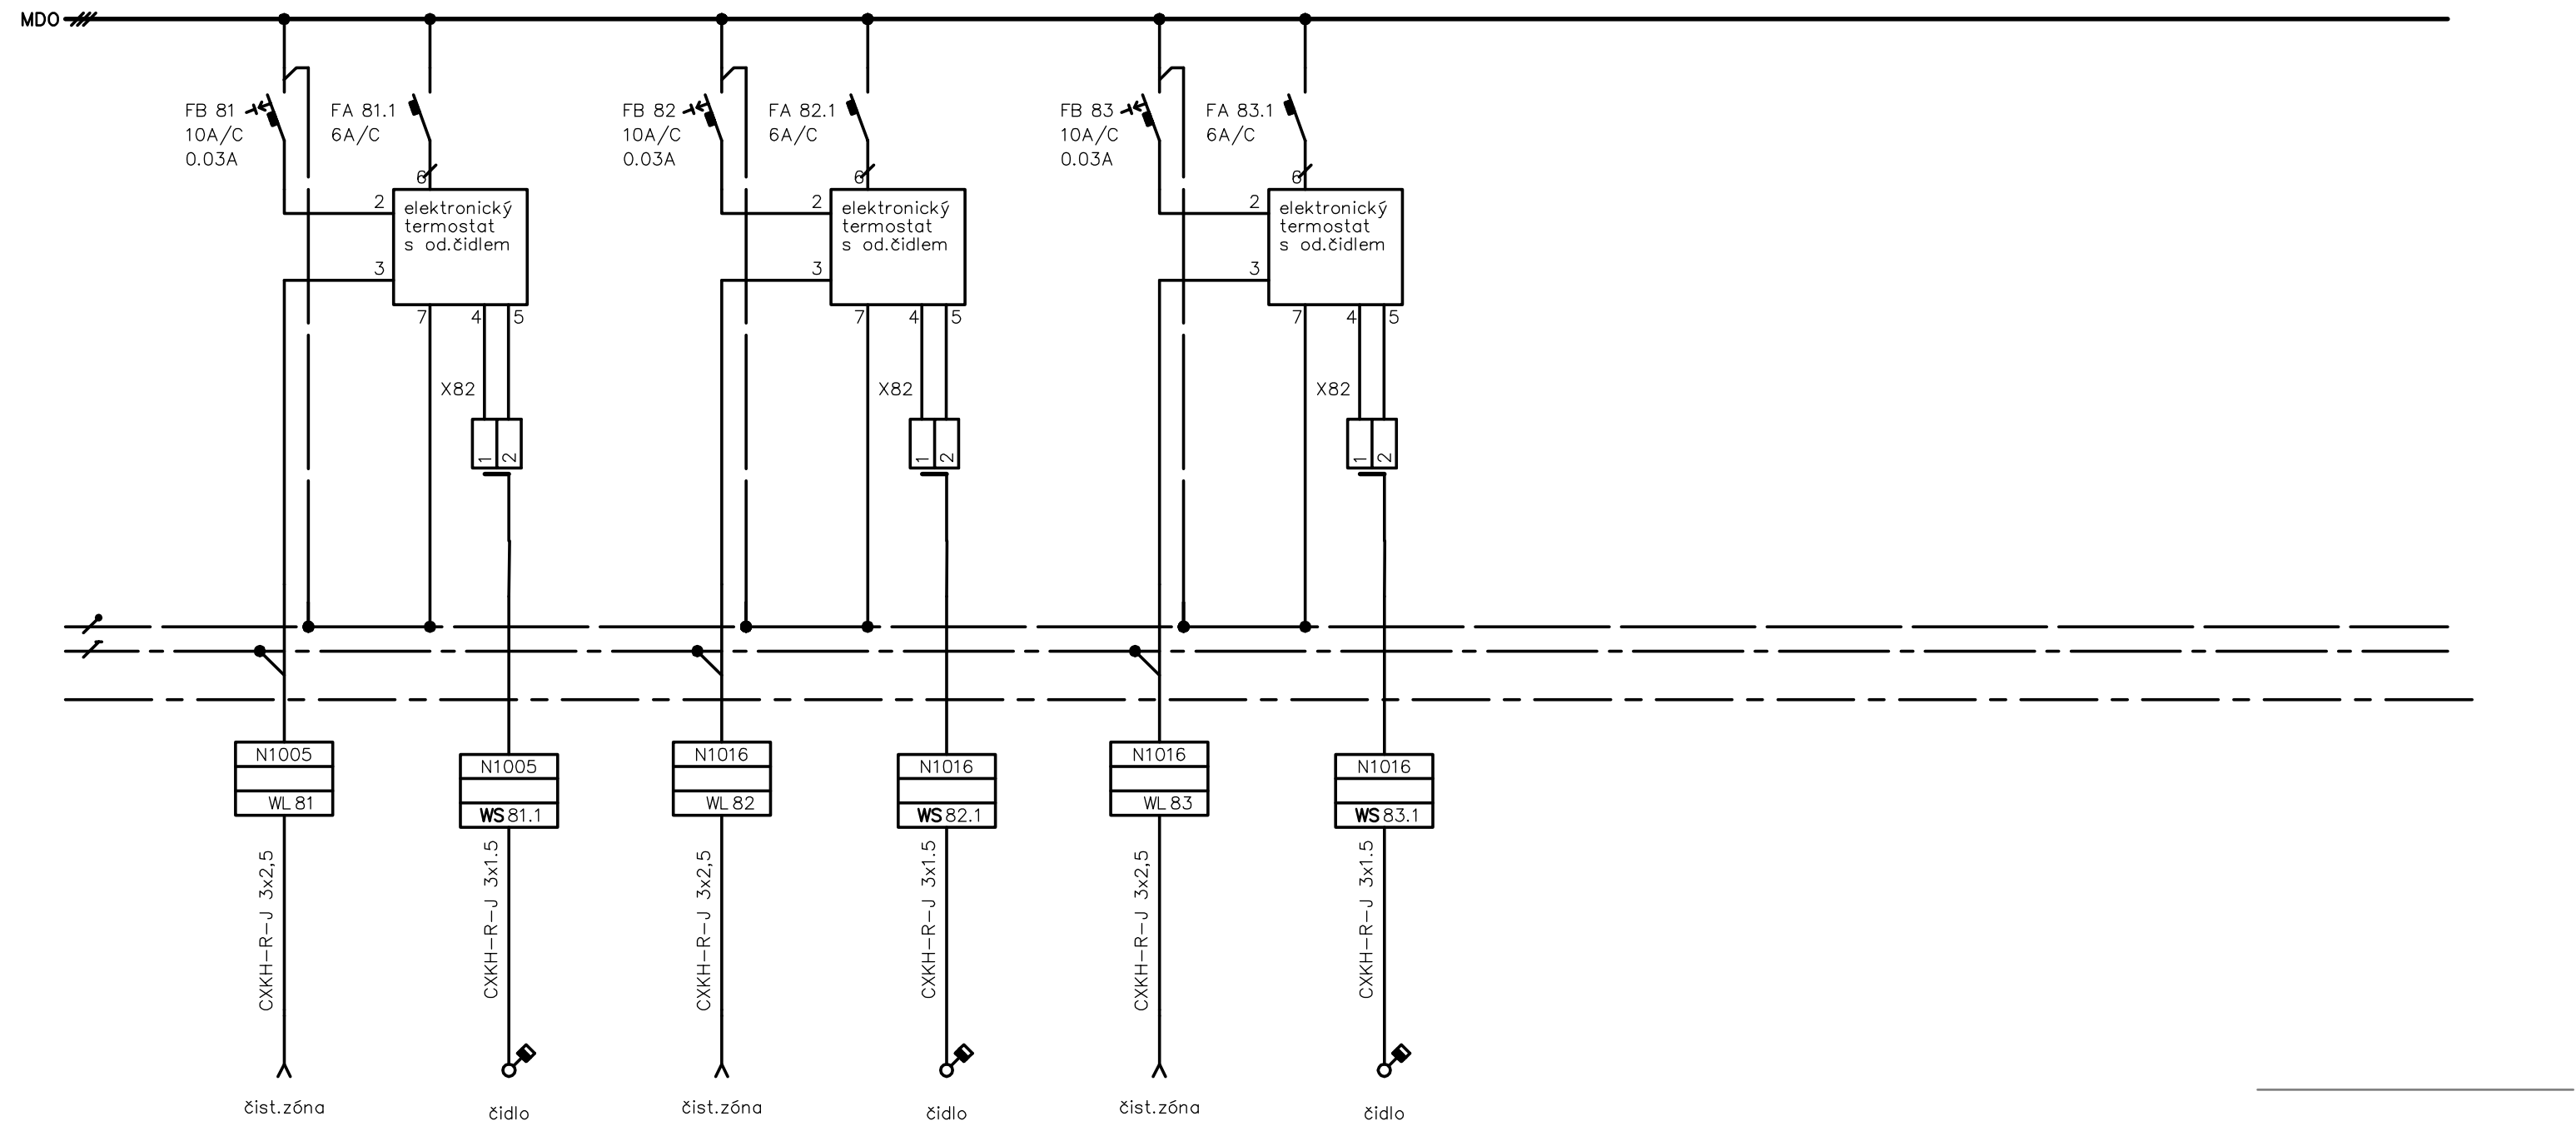 MDO
FB 81
10A/C
0.03A
FA 81.1
6A/C
6
2
3
elektronický
termostat
s od.čidlem
7
4
5
X82
1
2
FB 82
10A/C
0.03A
FA 82.1
6A/C
6
2
3
elektronický
termostat
s od.čidlem
7
4
5
X82
1
2
FB 83
10A/C
0.03A
FA 83.1
6A/C
6
2
3
elektronický
termostat
s od.čidlem
7
4
5
X82
1
2
N1005
WL 81
CXKH-R-J 3x2,5
čist.zóna
N1005
WS 81.1
CXKH-R-J 3x1.5
čidlo
N1016
WL 82
CXKH-R-J 3x2,5
čist.zóna
N1016
WS 82.1
CXKH-R-J 3x1.5
čidlo
N1016
WL 83
CXKH-R-J 3x2,5
čist.zóna
N1016
WS 83.1
CXKH-R-J 3x1.5
čidlo